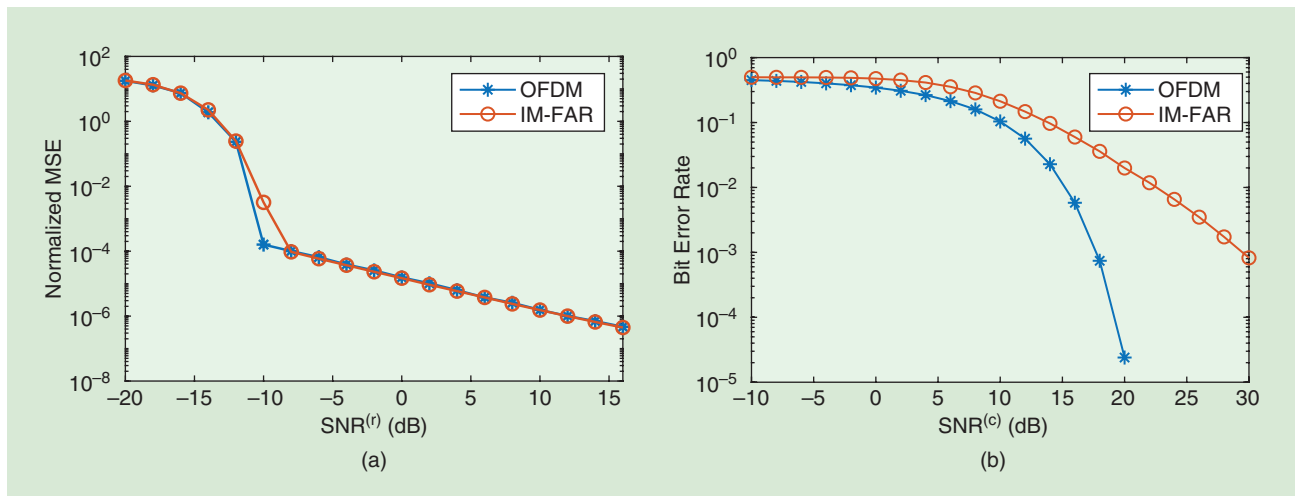 10^2
10^0
10^−2
10^−4
10^−6
10^−8
Normalized MSE
OFDM
IM-FAR
−20 −15 −10 −5 0 5 10 15
SNR^(r) (dB)
(a)
10^0
10^−1
10^−2
10^−3
10^−4
10^−5
Bit Error Rate
OFDM
IM-FAR
−10 −5 0 5 10 15 20 25 30
SNR^(c) (dB)
(b)